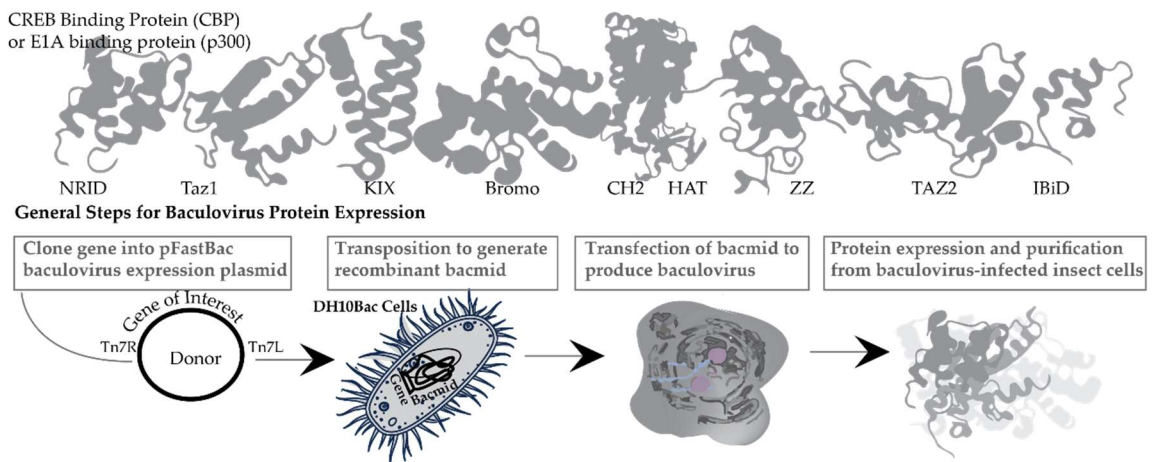 CREB Binding Protein (CBP)
or E1A binding protein (p300)
NRID Taz1 KIX Bromo CH2 HAT ZZ TAZ2 IBiD
General Steps for Baculovirus Protein Expression
Clone gene into pFastBac
baculovirus expression plasmid
Transposition to generate
recombinant bacmid
Transfection of bacmid to
produce baculovirus
Protein expression and purification
from baculovirus-infected insect cells
Gene of Interest
Tn7R
Donor
Tn7L
DH10Bac Cells
Gene Bacmid